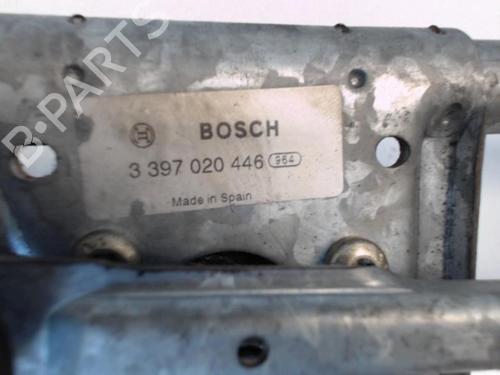 B-PARTS
BOSCH
3 397 020 446 964
Made in Spain